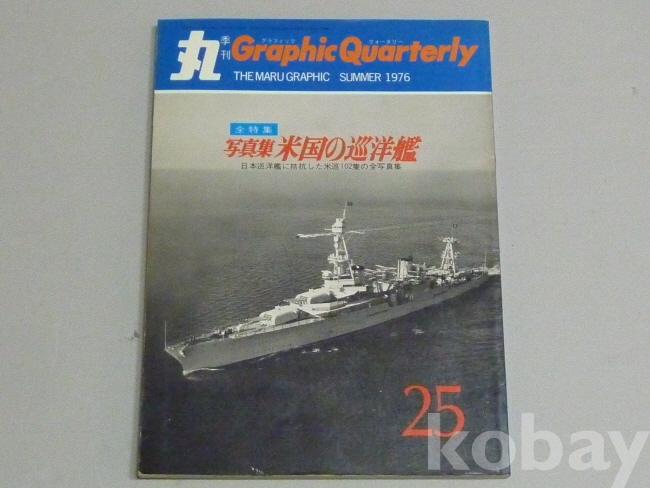 丸
季刊
グラフィック クォータリー
Graphic Quarterly
THE MARU GRAPHIC SUMMER 1976
全特集
写真集 米国の巡洋艦
日本巡洋艦に拮抗した米巡102隻の全写真集
25
kobay